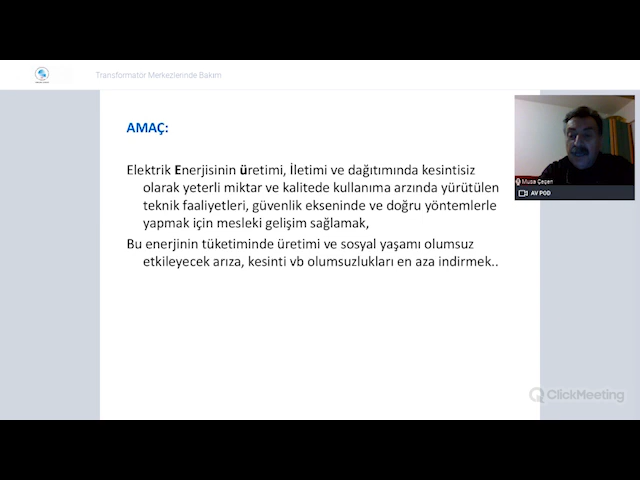 Transformatör Merkezlerinde Bakım
AMAÇ:
Elektrik Enerjisinin üretimi, İletimi ve dağıtımında kesintisiz
olarak yeterli miktar ve kalitede kullanıma arzında yürütülen
teknik faaliyetleri, güvenlik ekseninde ve doğru yöntemlerle
yapmak için mesleki gelişim sağlamak,
Bu enerjinin tüketiminde üretimi ve sosyal yaşamı olumsuz
etkileyecek arıza, kesinti vb olumsuzlukları en aza indirmek..
Musa Çeçen
AV POD
ClickMeeting